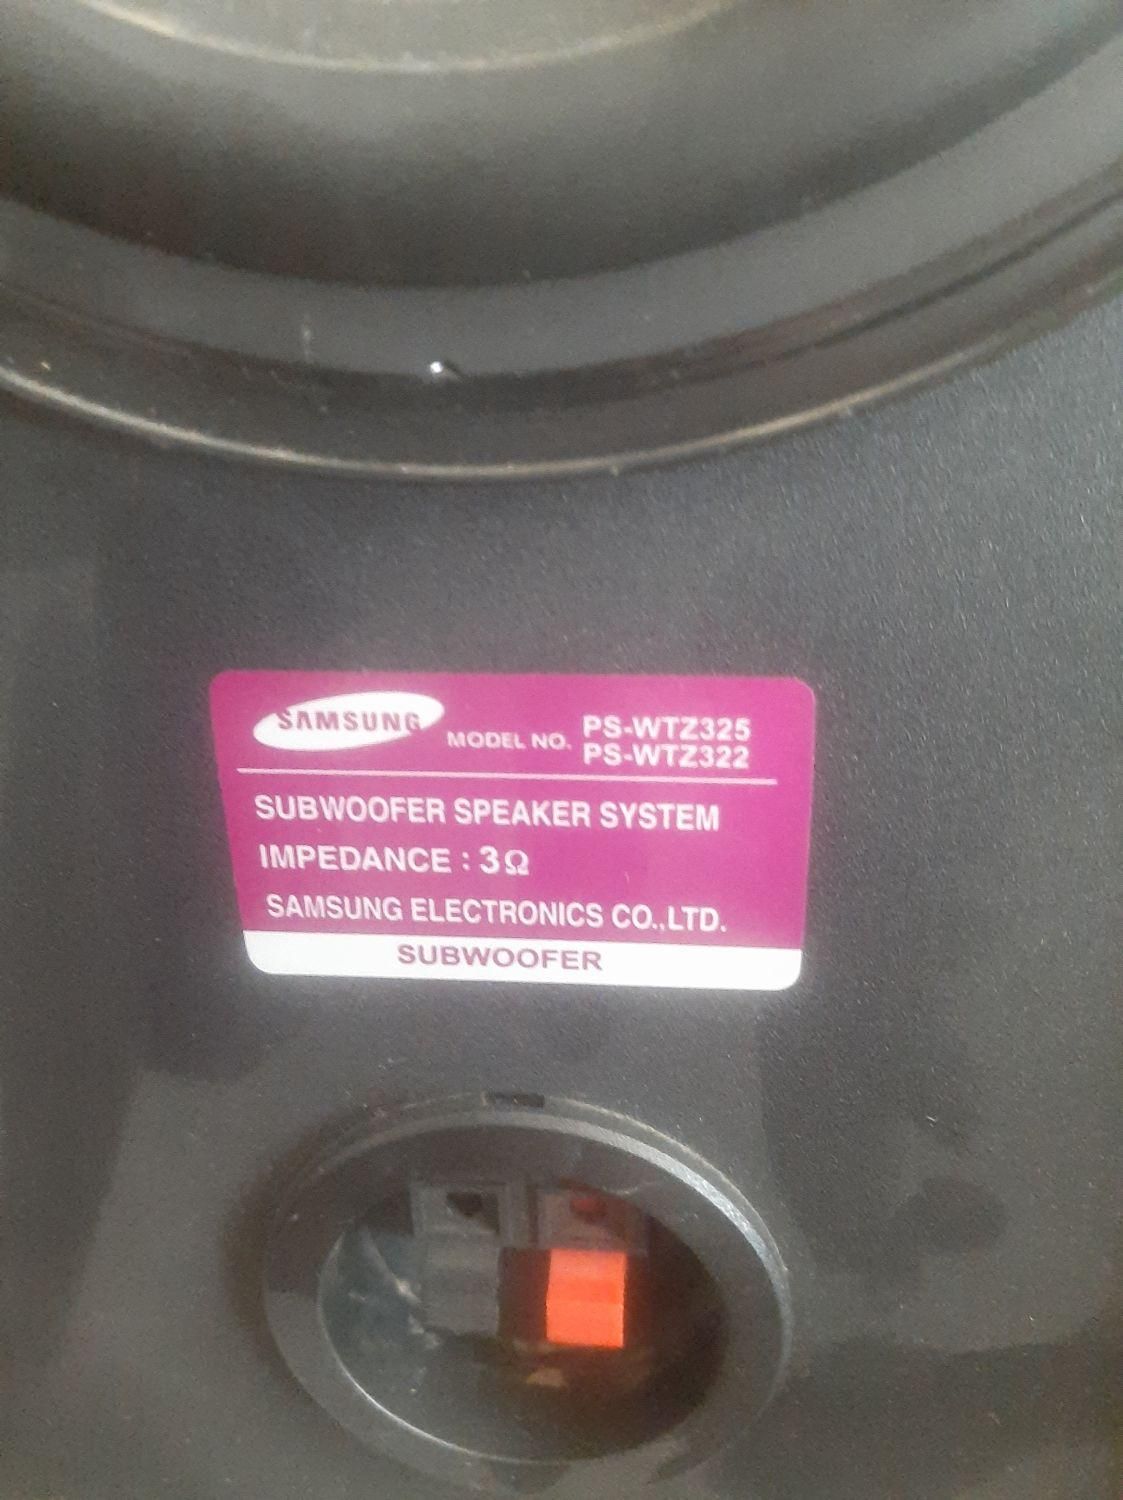 SAMSUNG MODEL NO. PS-WTZ325
PS-WTZ322
SUBWOOFER SPEAKER SYSTEM
IMPEDANCE : 3Ω
SAMSUNG ELECTRONICS CO.,LTD.
SUBWOOFER